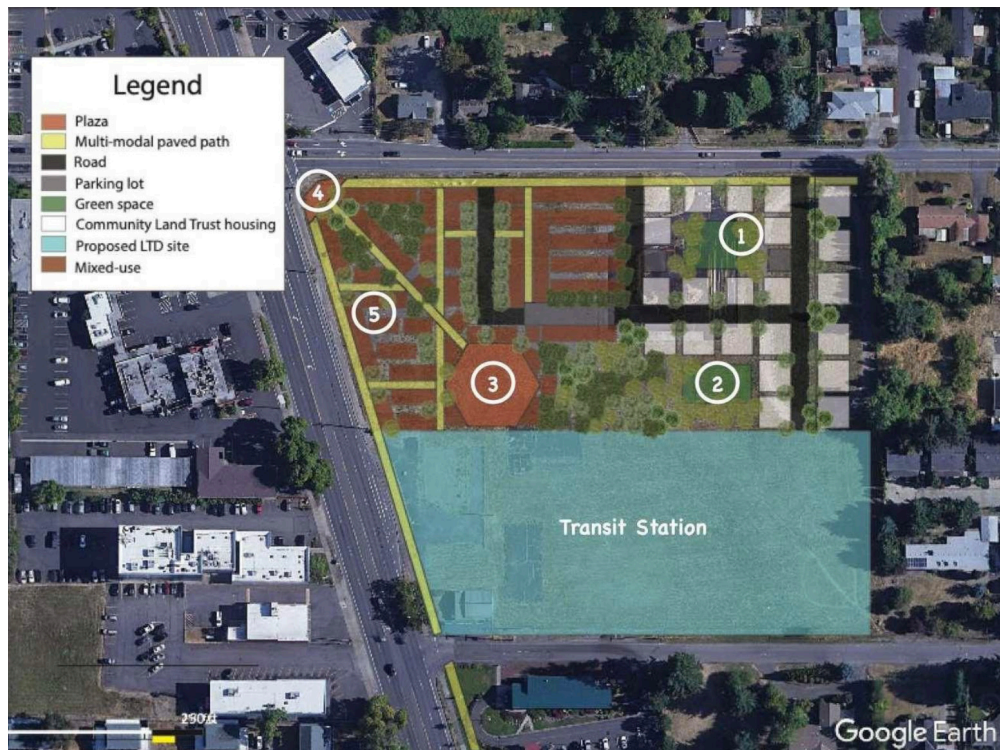 Legend
Plaza
Multi-modal paved path
Road
Parking lot
Green space
Community Land Trust housing
Proposed LTD site
Mixed-use
4
1
5
3
2
Transit Station
250ft
Google Earth